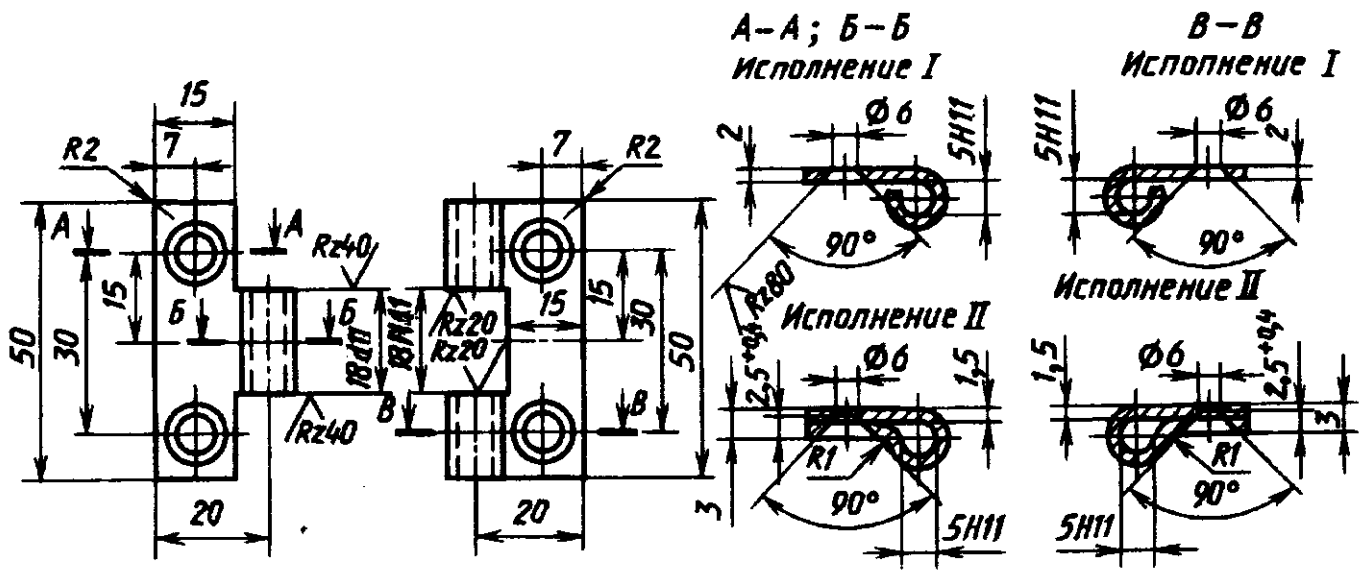 А-А; Б-Б
Исполнение I
В-В
Испопнение I
15
7
R2
7
R2
2
Ø6
5H11
5H11
Ø6
2
А
А
Rz40
90°
90°
15
Б
Б
30
50
18d11
Rz20
Rz20
15
15
30
50
Rz80
Исполнение II
Исполнение II
2,5+0,4
Ø6
1,5
1,5
Ø6
2,5+0,4
Rz40
В
В
3
R1
R1
3
90°
90°
20
20
5H11
5H11